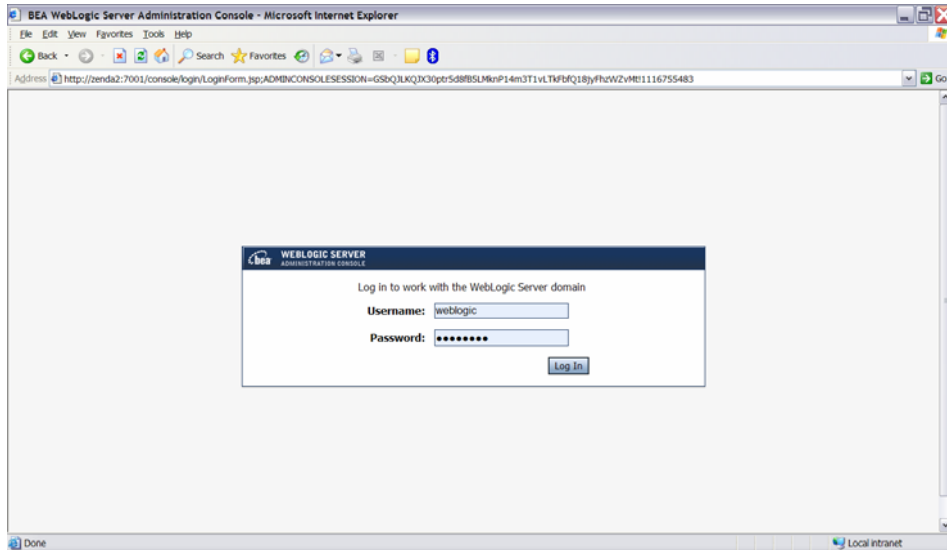 BEA WebLogic Server Administration Console - Microsoft Internet Explorer
File Edit View Favorites Tools Help
Back Search Favorites
Address http://zenda2:7001/console/login/LoginForm.jsp;ADMINCONSOLESESSION= Go
bea WEBLOGIC SERVER
ADMINISTRATION CONSOLE
Log in to work with the WebLogic Server domain
Username: weblogic
Password: ●●●●●●●●
Log In
Done Local intranet